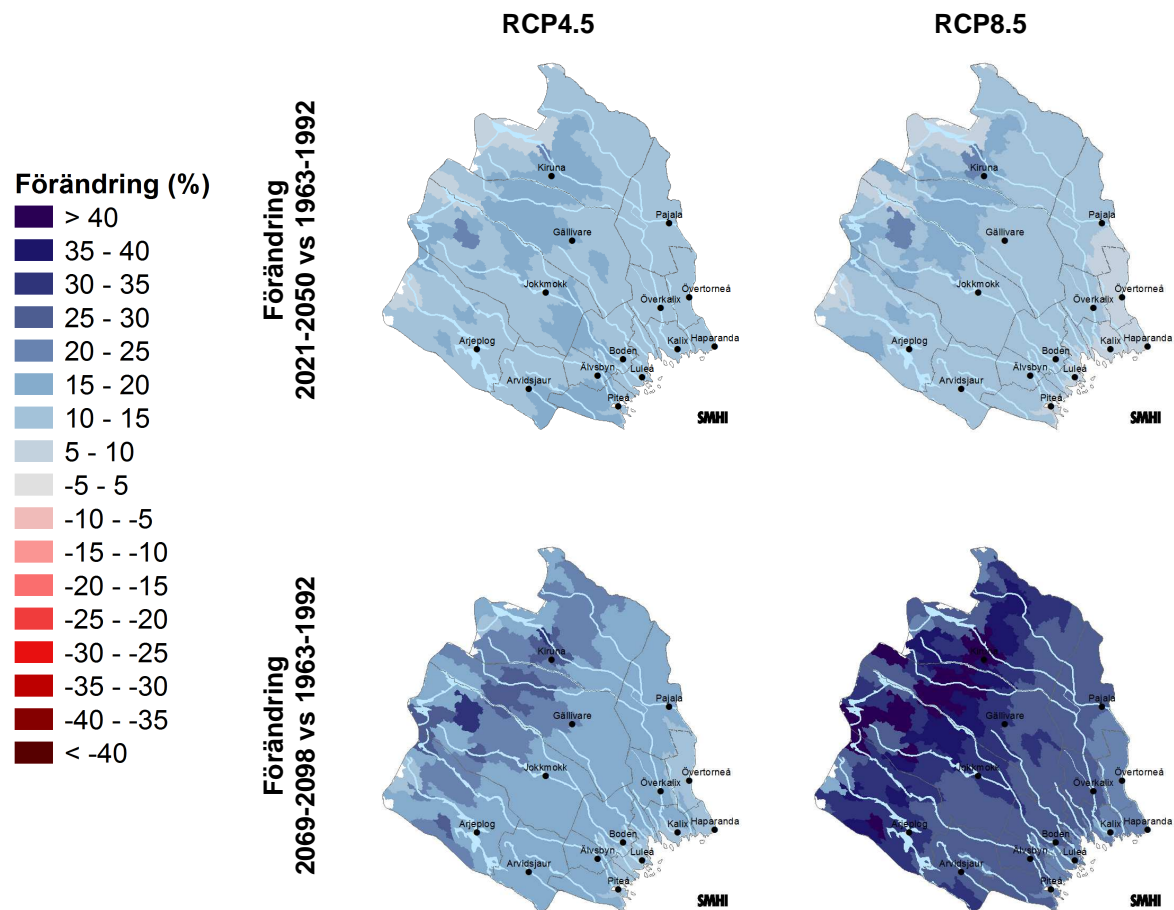 RCP4.5
RCP8.5
Förändring
2021-2050 vs 1963-1992
Förändring (%)
> 40
35 - 40
30 - 35
25 - 30
20 - 25
15 - 20
10 - 15
5 - 10
-5 - 5
-10 - -5
-15 - -10
-20 - -15
-25 - -20
-30 - -25
-35 - -30
-40 - -35
< -40
Kiruna
Pajala
Gällivare
Jokkmokk
Övertorneå
Överkalix
Arjeplog
Boden
Kalix
Haparanda
Älvsbyn
Luleå
Arvidsjaur
Piteå
SMHI
Kiruna
Pajala
Gällivare
Jokkmokk
Övertorneå
Överkalix
Arjeplog
Boden
Kalix
Haparanda
Älvsbyn
Luleå
Arvidsjaur
Piteå
SMHI
Förändring
2069-2098 vs 1963-1992
Kiruna
Pajala
Gällivare
Jokkmokk
Övertorneå
Överkalix
Arjeplog
Boden
Kalix
Haparanda
Älvsbyn
Luleå
Arvidsjaur
Piteå
SMHI
Pajala
Gällivare
Jokkmokk
Övertorneå
Överkalix
Arjeplog
Boden
Kalix
Haparanda
Älvsbyn
Luleå
Arvidsjaur
Piteå
SMHI